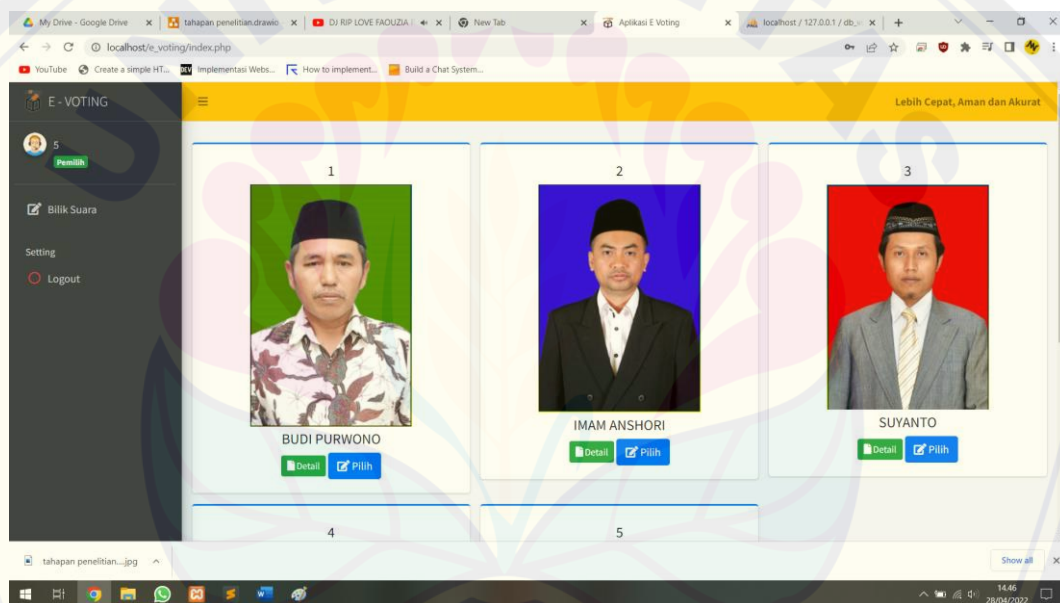 My Drive - Google Drive
tahapan penelitian.drawio
DJ RIP LOVE FAOUZIA
New Tab
Aplikasi E Voting
localhost / 127.0.0.1 / db_
localhost/e_voting/index.php
YouTube
Create a simple HT...
Implementasi Webs...
How to implement...
Build a Chat System...
E - VOTING
Lebih Cepat, Aman dan Akurat
5
Pemilih
Bilik Suara
Setting
Logout
1
2
3
BUDI PURWONO
IMAM ANSHORI
SUYANTO
Detail
Pilih
Detail
Pilih
Detail
Pilih
4
5
tahapan penelitian....jpg
Show all
14.46
28/04/2022